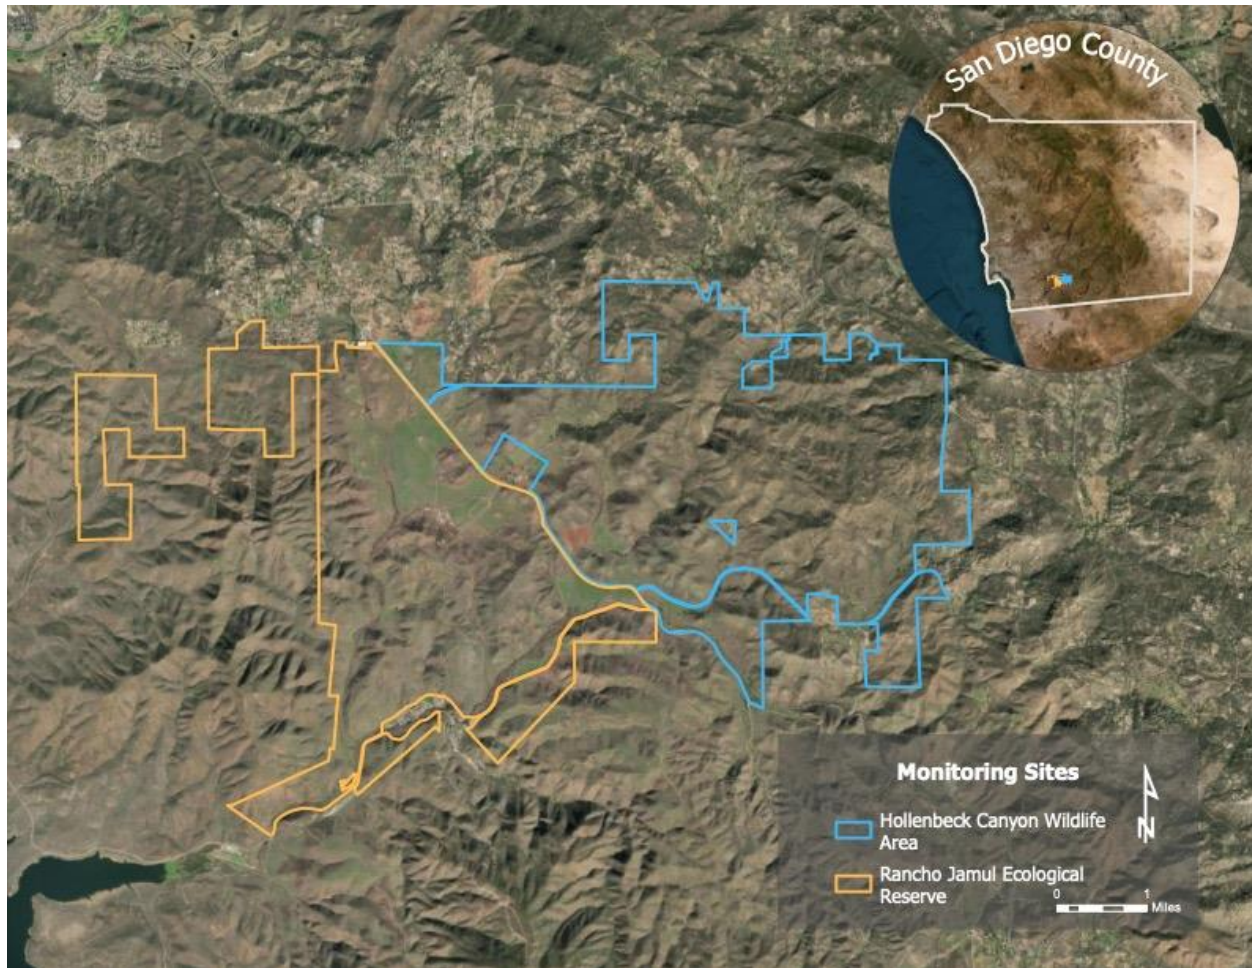 San Diego County
Monitoring Sites
Hollenbeck Canyon Wildlife
Area
Rancho Jamul Ecological
Reserve
N
0 1
Miles